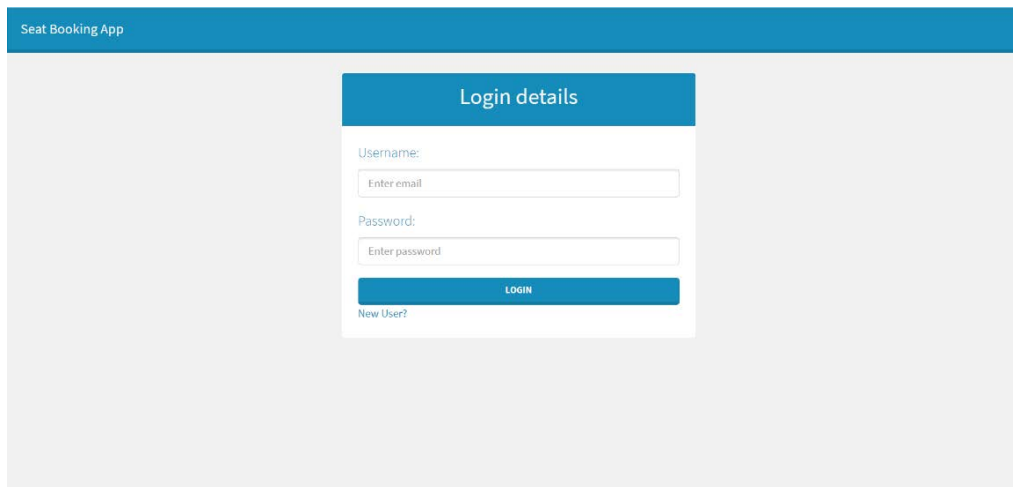 Seat Booking App
Login details
Username:
Enter email
Password:
Enter password
LOGIN
New User?